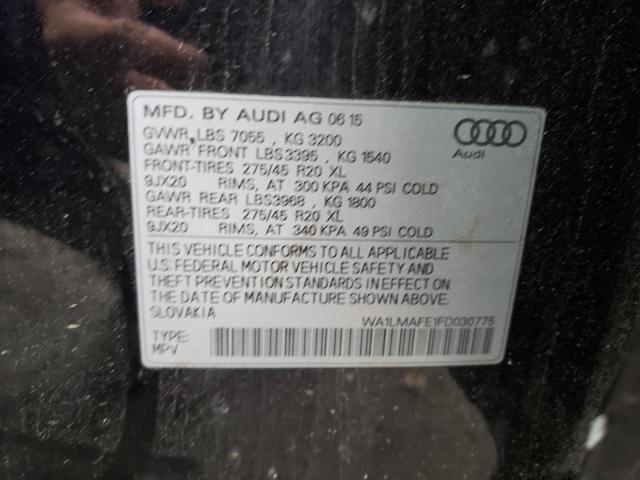 MFD. BY AUDI AG 06 15
GVWR, LBS 7055 , KG 3200
GAWR FRONT LBS3395 , KG 1540
FRONT-TIRES 275/45 R20 XL
9JX20 RIMS, AT 300 KPA 44 PSI COLD
GAWR REAR LBS3968 , KG 1800
REAR-TIRES 275/45 R20 XL
9JX20 RIMS, AT 340 KPA 49 PSI COLD
Audi
THIS VEHICLE CONFORMS TO ALL APPLICABLE
U.S. FEDERAL MOTOR VEHICLE SAFETY AND
THEFT PREVENTION STANDARDS IN EFFECT ON
THE DATE OF MANUFACTURE SHOWN ABOVE.
SLOVAKIA
WA1LMAFE1FD030775
TYPE:
MPV